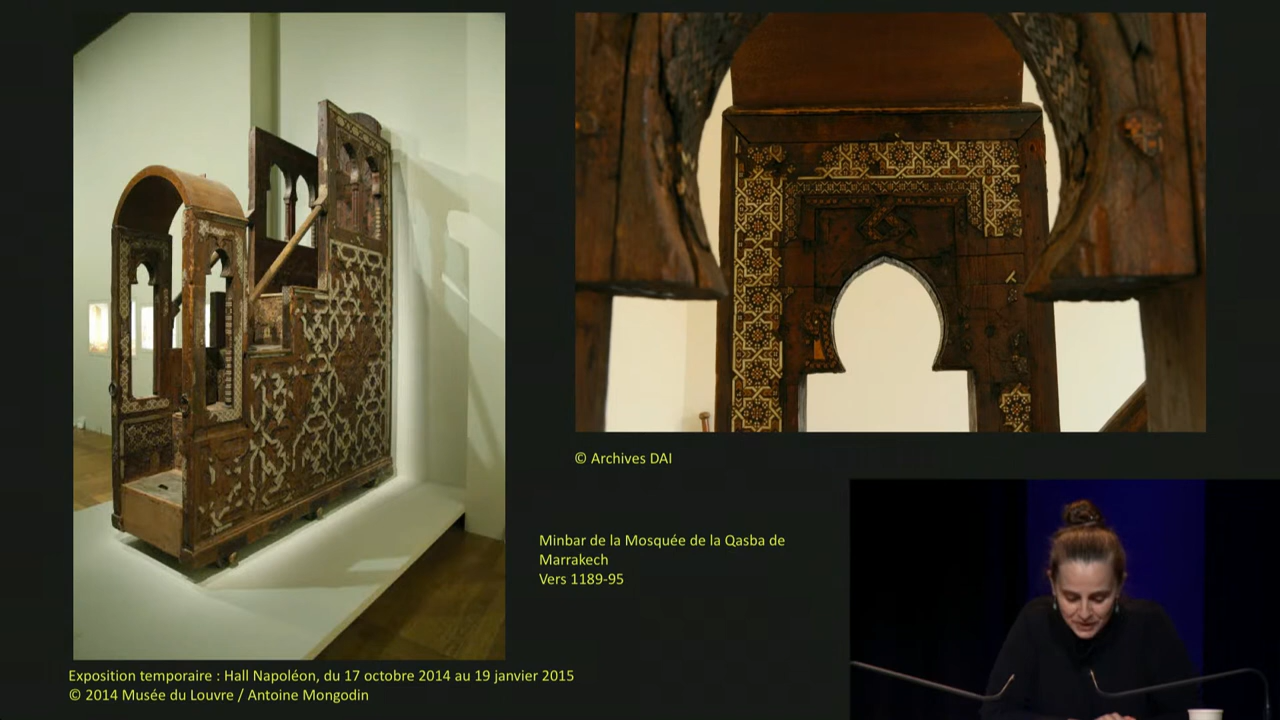 © Archives DAI
Minbar de la Mosquée de la Qasba de
Marrakech
Vers 1189-95
Exposition temporaire : Hall Napoléon, du 17 octobre 2014 au 19 janvier 2015
© 2014 Musée du Louvre / Antoine Mongodin